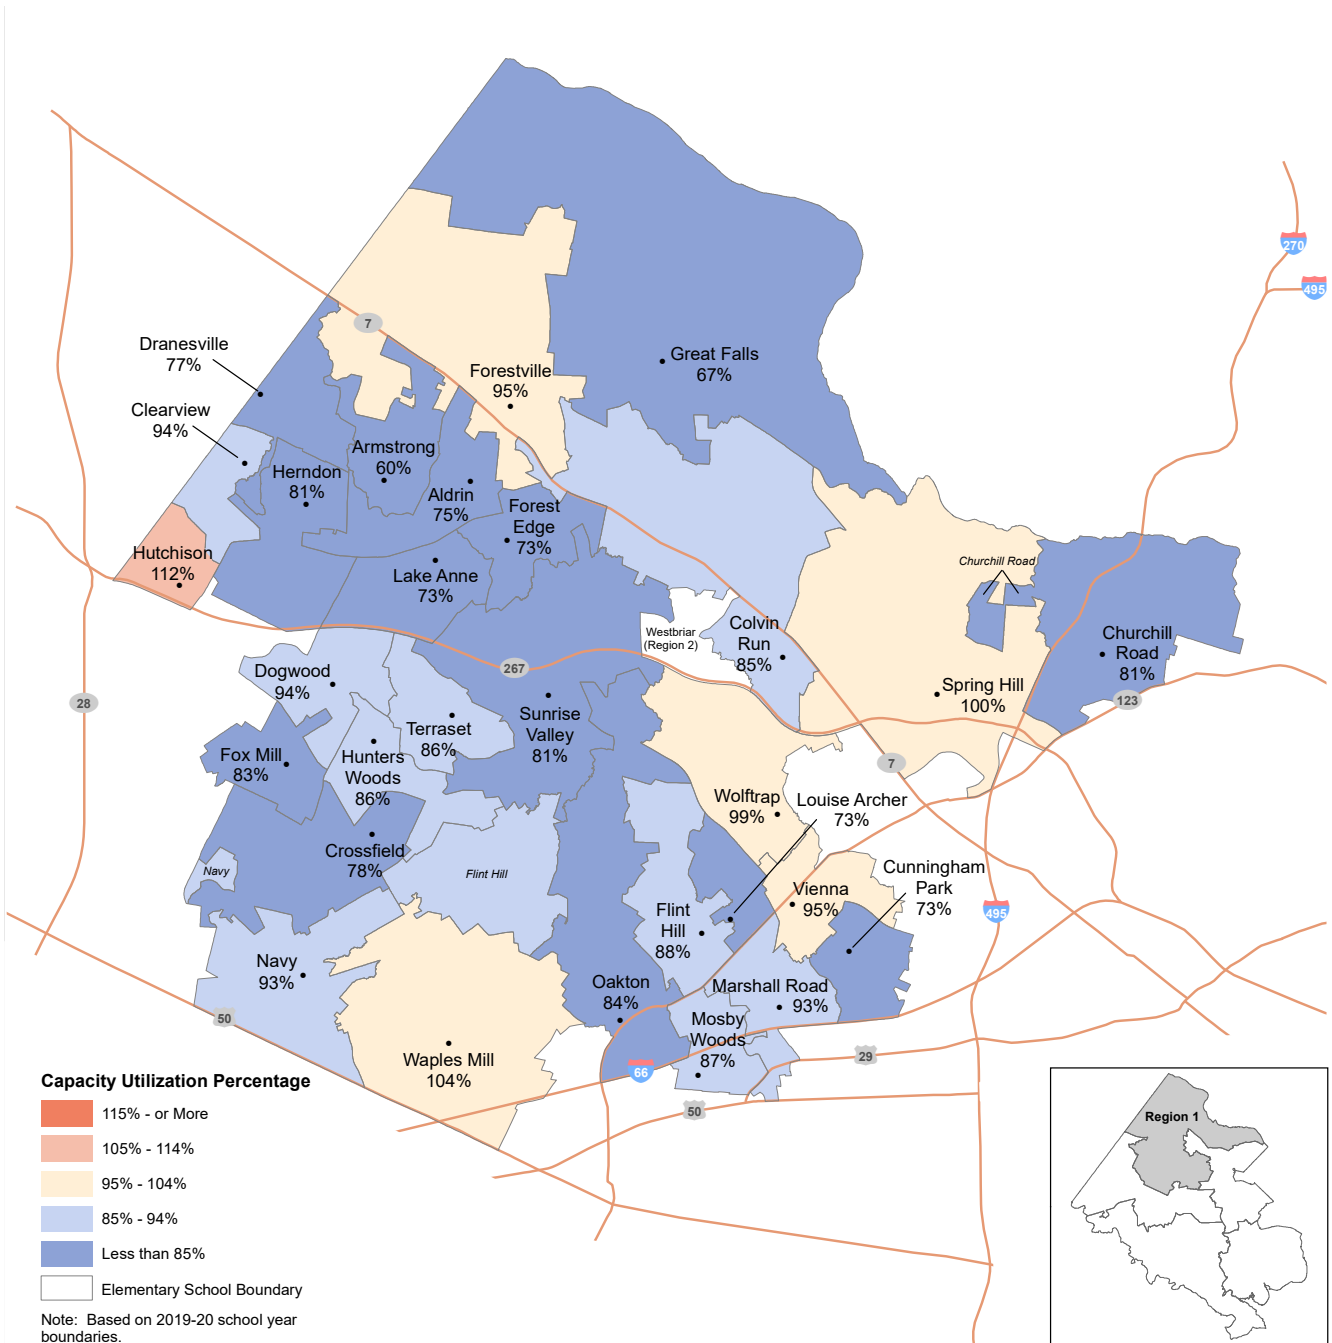 270
495
7
Dranesville
77%
Great Falls
67%
Forestville
95%
Clearview
94%
Armstrong
60%
Herndon
81%
Aldrin
75%
Forest
Edge
73%
Hutchison
112%
Lake Anne
73%
Churchill Road
Westbriar
(Region 2)
Colvin
Run
85%
Churchill
Road
81%
267
Dogwood
94%
28
Spring Hill
100%
123
Terraset
86%
Sunrise
Valley
81%
Fox Mill
83%
Hunters
Woods
86%
7
Wolftrap
99%
Louise Archer
73%
Crossfield
78%
Navy
Flint Hill
Cunningham
Park
73%
Vienna
95%
Flint
Hill
88%
495
Navy
93%
Oakton
84%
Marshall Road
93%
50
Mosby
Woods
87%
Waples Mill
104%
66
29
50
Capacity Utilization Percentage
115% - or More
105% - 114%
95% - 104%
85% - 94%
Less than 85%
Elementary School Boundary
Note:  Based on 2019-20 school year
boundaries.
Region 1